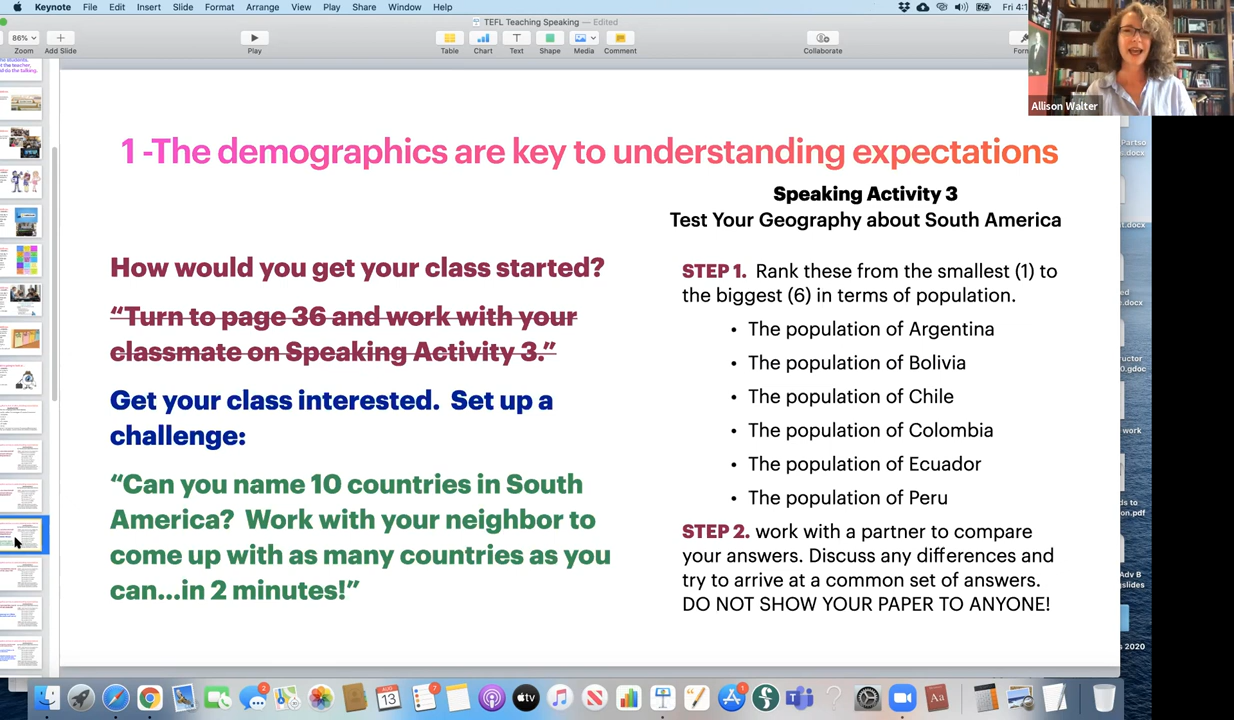 Keynote File Edit Insert Slide Format Arrange View Play Share Window Help
TEFL Teaching Speaking — Edited
86%
Zoom Add Slide Play Table Chart Text Shape Media Comment Collaborate
Allison Walter
1 -The demographics are key to understanding expectations
How would you get your class started?
“Turn to page 36 and work with your
classmate on Speaking Activity 3.”
Get your class interested. Set up a
challenge:
“Can you name 10 countries in South
America? Work with your neighbor to
come up with as many countries as you
can...in 2 minutes!”
Speaking Activity 3
Test Your Geography about South America
STEP 1. Rank these from the smallest (1) to
the biggest (6) in terms of population.
• The population of Argentina
• The population of Bolivia
• The population of Chile
• The population of Colombia
• The population of Ecuador
• The population of Peru
STEP 2. work with a partner to compare
your answers. Discuss any differences and
try to arrive at a common set of answers.
DO NOT SHOW YOUR PAPER TO ANYONE!
AUG
13
2
7
tv
1
Aa